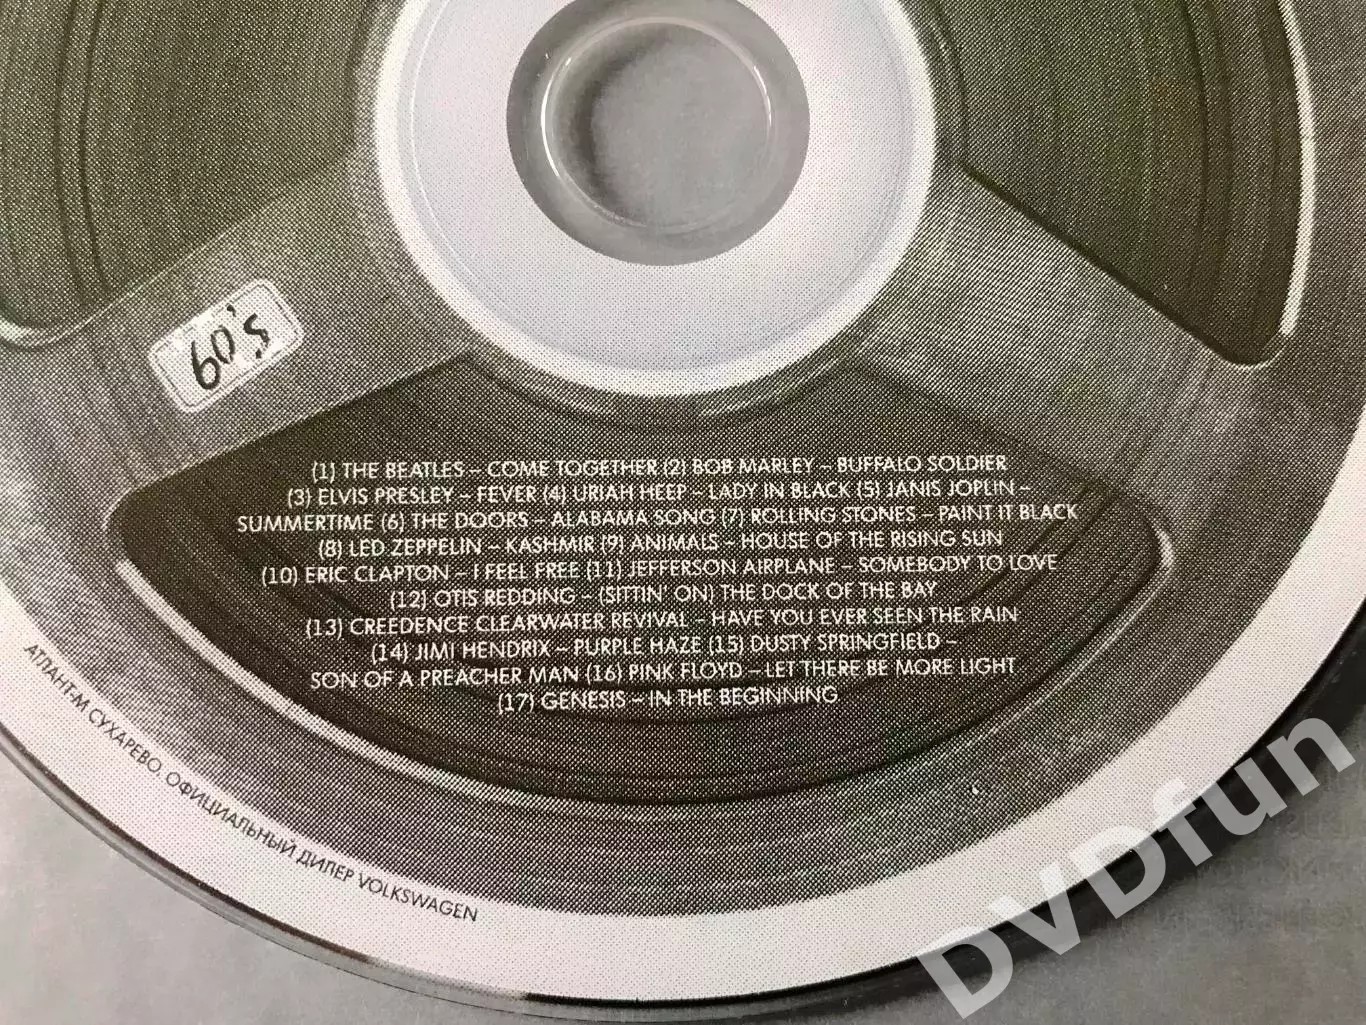 60's
(1) THE BEATLES – COME TOGETHER (2) BOB MARLEY – BUFFALO SOLDIER
(3) ELVIS PRESLEY – FEVER (4) URIAH HEEP – LADY IN BLACK (5) JANIS JOPLIN –
SUMMERTIME (6) THE DOORS – ALABAMA SONG (7) ROLLING STONES – PAINT IT BLACK
(8) LED ZEPPELIN – KASHMIR (9) ANIMALS – HOUSE OF THE RISING SUN
(10) ERIC CLAPTON – I FEEL FREE (11) JEFFERSON AIRPLANE – SOMEBODY TO LOVE
(12) OTIS REDDING – (SITTIN' ON) THE DOCK OF THE BAY
(13) CREEDENCE CLEARWATER REVIVAL – HAVE YOU EVER SEEN THE RAIN
(14) JIMI HENDRIX – PURPLE HAZE (15) DUSTY SPRINGFIELD –
SON OF A PREACHER MAN (16) PINK FLOYD – LET THERE BE MORE LIGHT
(17) GENESIS – IN THE BEGINNING
АТЛАНТ-М СУХАРЕВО. ОФИЦИАЛЬНЫЙ ДИЛЕР VOLKSWAGEN
DVDfun